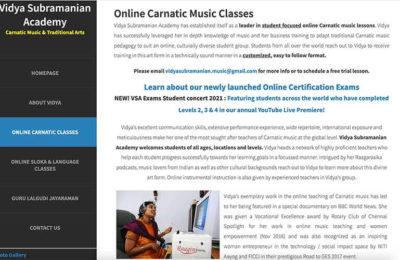 Vidya Subramanian
Academy
Carnatic Music & Traditional Arts
HOMEPAGE
ABOUT VIDYA
ONLINE CARNATIC CLASSES
ONLINE SLOKA & LANGUAGE
CLASSES
GURU LALGUDI JAYARAMAN
CONTACT US
Photo Gallery
Online Carnatic Music Classes
Vidya Subramanian Academy has established itself as a leader in student focused online Carnatic music lessons. Vidya
has successfully leveraged her in depth knowledge of music and her business training to adapt traditional Carnatic music
pedagogy to suit an online, culturally diverse student group. Students from all over the world reach out to Vidya to receive
training in this art form in a technically sound manner in a customized, easy to follow format.
Please email vidyasubramanian.music@gmail.com for more info or to schedule a free trial lesson.
Learn about our newly launched Online Certification Exams
NEW! VSA Exams Student concert 2021 : Featuring students across the world who have completed
Levels 2, 3 & 4 in our annual YouTube Live Premiere!
Vidya's excellent communication skills, extensive performance experience, wide repertoire, international exposure and
meticulousness make her one of the most sought after teachers of Carnatic music at the global level. Vidya Subramanian
Academy welcomes students of all ages, locations and levels. Vidya heads a network of highly proficient teachers who
help each student progress successfully towards their learning goals in a focussed manner. Intrigued by her Raagarasika
podcasts, music lovers from Indian as well as other cultural backgrounds reach out to Vidya to learn more about this divine
art form. Online instrumental instruction is also given by experienced teachers in Vidya's group.
Vidya's exemplary work in the online teaching of Carnatic music has led
to her being featured in a special documentary on BBC World News. She
was given a Vocational Excellence award by Rotary Club of Chennai
Spotlight for her work in online music teaching and women
empowerment (Nov 2016) and was also recognized as an inspiring
woman entrepreneur in the technology / social impact space by NITI
Aayog and FICCI in their prestigious Road to GES 2017 event.